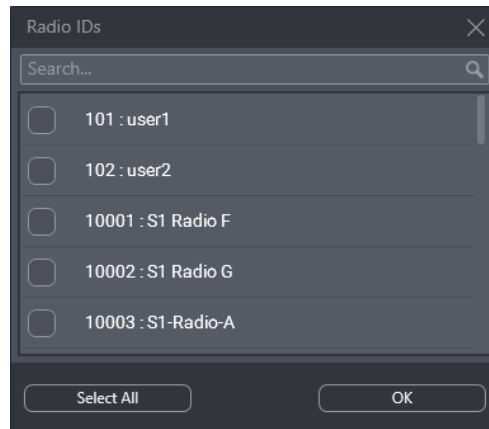 Radio IDs
Search...
101 : user1
102 : user2
10001 : S1 Radio F
10002 : S1 Radio G
10003 : S1-Radio-A
Select All
OK